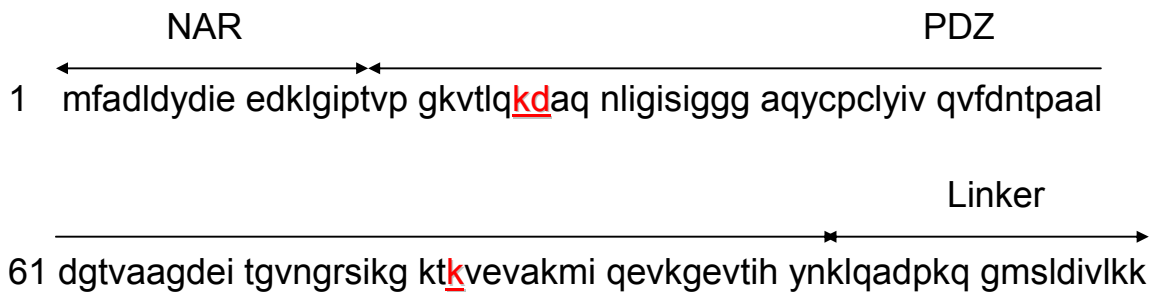 NAR PDZ
1 mfadldydie edklgiptvp gkvtlqkdaq nligisiggg aqycpclyiv qvfdntpaal
Linker
61 dgtvaagdei tgvngrsikg ktkvevakmi qevkgevtih ynklqadpkq gmsldivlkk